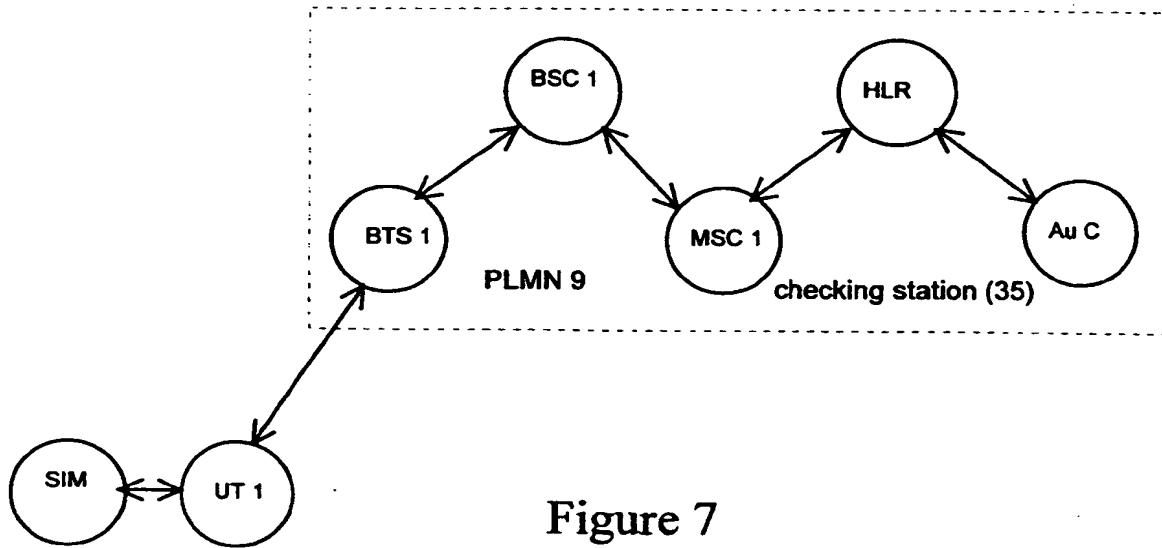 BSC 1
HLR
BTS 1
MSC 1
Au C
PLMN 9
checking station (35)
SIM
UT 1
Figure 7